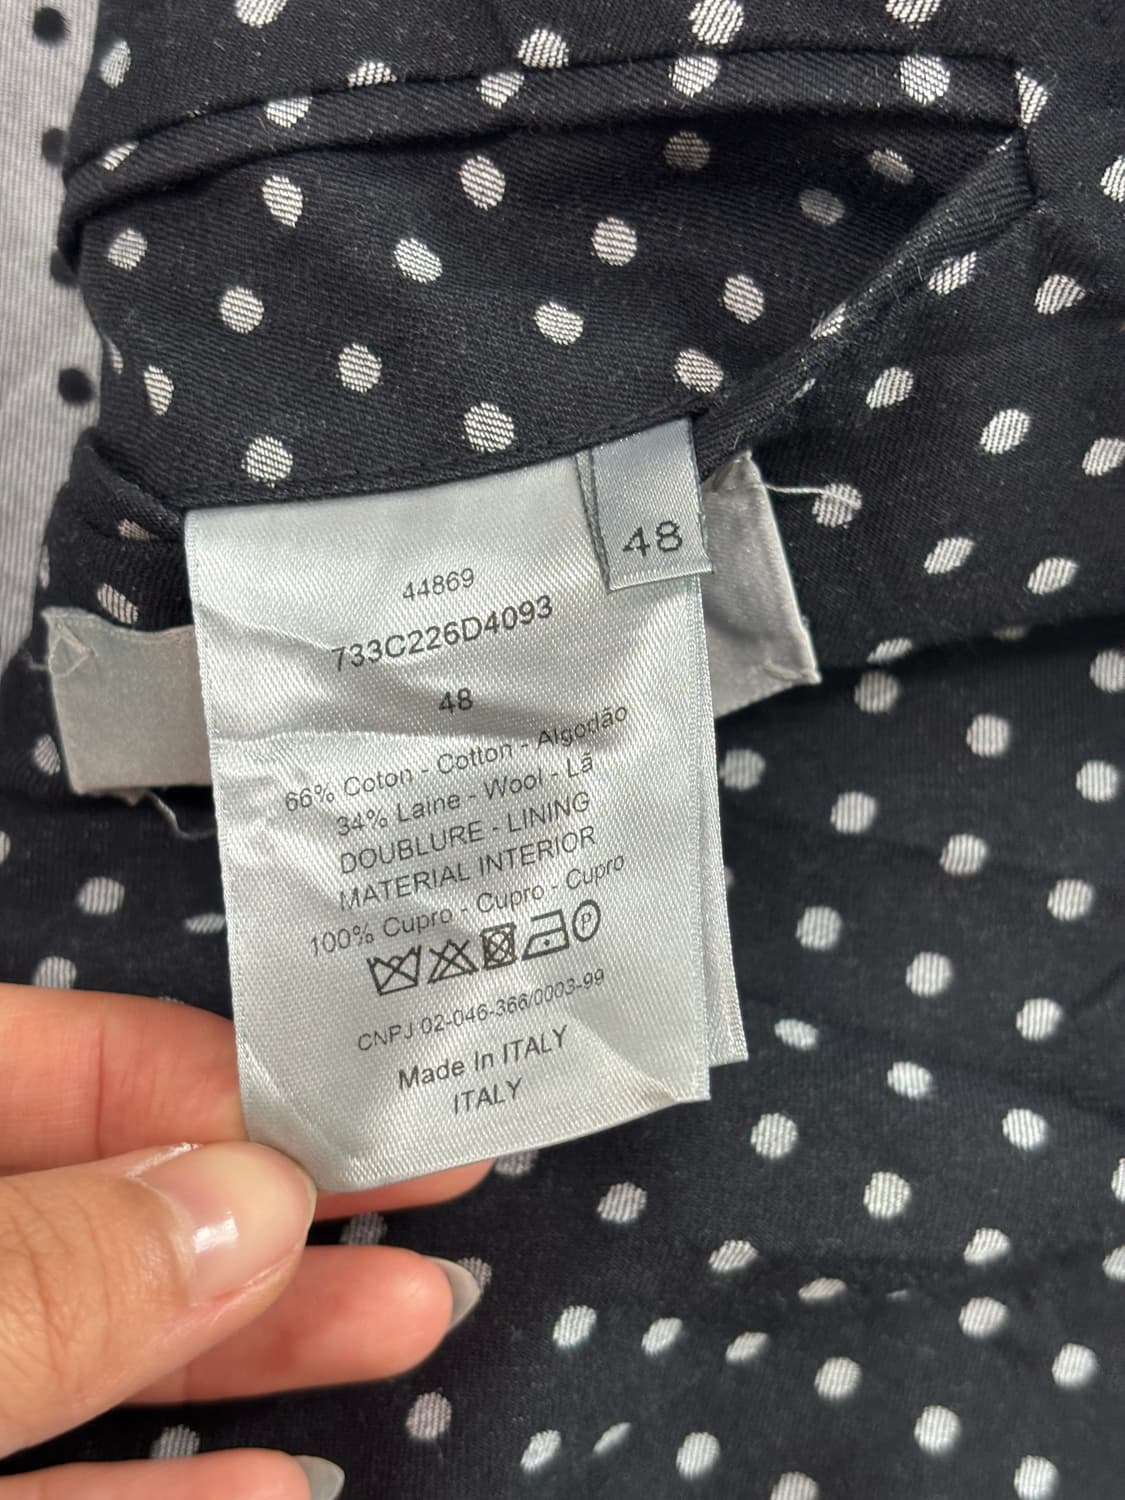 48
44869
733C226D4093
48
66% Coton - Cotton - Algodão
34% Laine - Wool - Lã
DOUBLURE - LINING
MATERIAL INTERIOR
100% Cupro - Cupro - Cupro
P
CNPJ 02-046-366/0003-99
Made In ITALY
ITALY